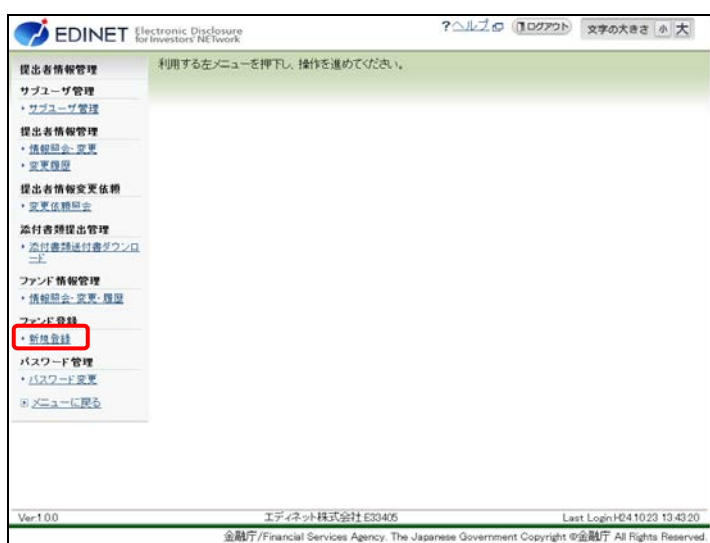 EDINET Electronic Disclosure for Investors' NETwork
?ヘルプ ログアウト 文字の大きさ 小 大
利用する左メニューを押下し、操作を進めてください。
提出者情報管理
サブユーザ管理
サブユーザ管理
提出者情報管理
情報照会・変更
変更履歴
提出者情報変更依頼
変更依頼照会
添付書類提出管理
添付書類送付書ダウンロ
ード
ファンド情報管理
情報照会・変更・履歴
ファンド登録
新規登録
パスワード管理
パスワード変更
メニューに戻る
Ver.1.0.0 エディネット株式会社 E33405 Last Login:H24.10.23 13:43:20
金融庁/Financial Services Agency. The Japanese Government Copyright ©金融庁 All Rights Reserved.